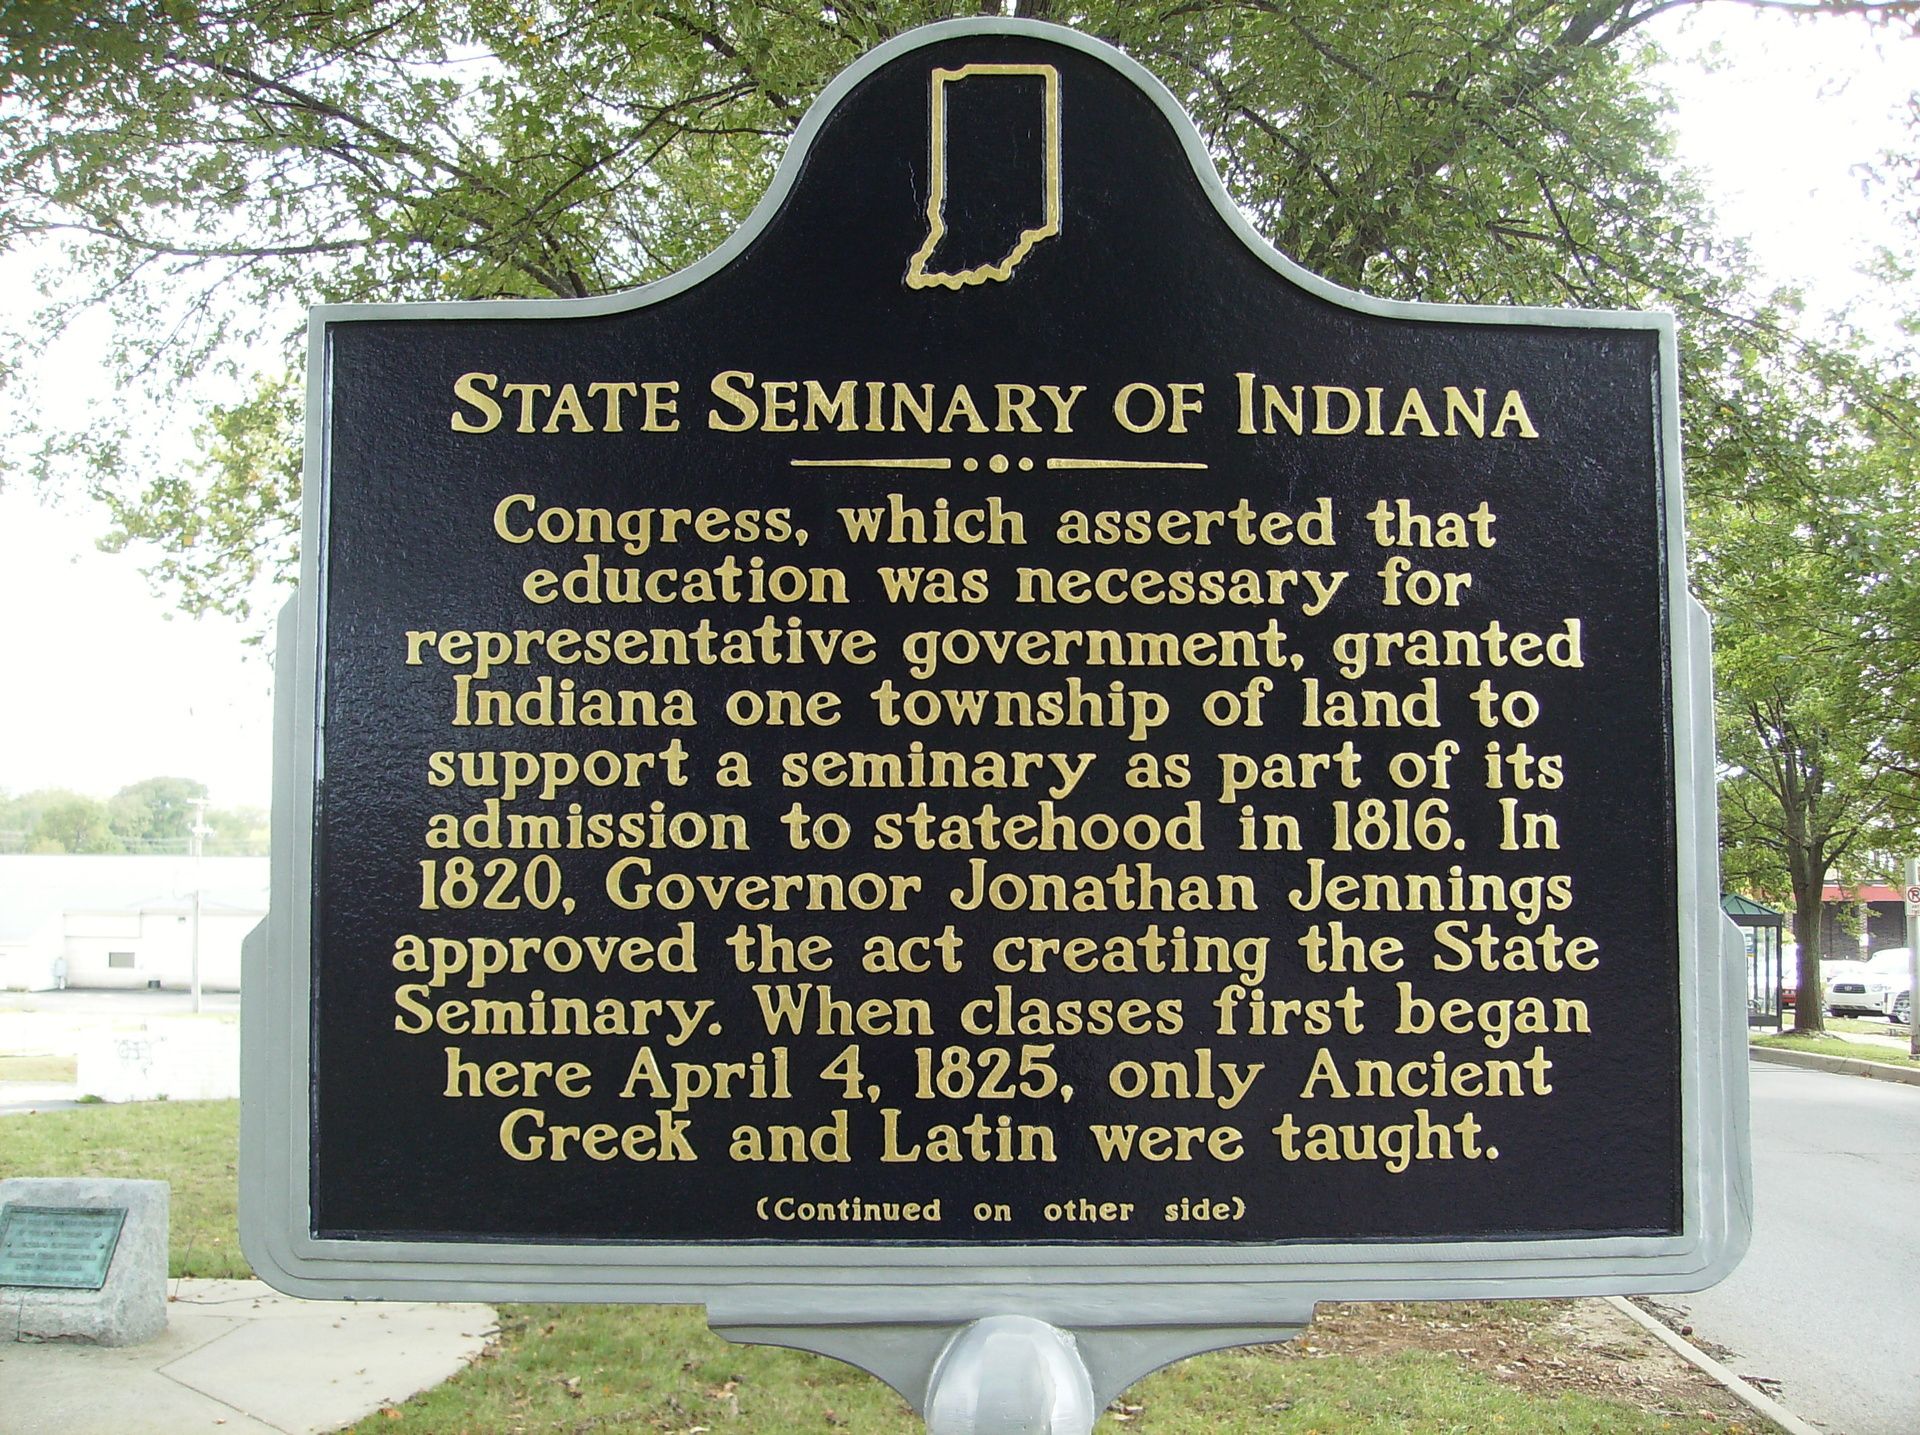 STATE SEMINARY OF INDIANA
Congress, which asserted that
education was necessary for
representative government, granted
Indiana one township of land to
support a seminary as part of its
admission to statehood in 1816. In
1820, Governor Jonathan Jennings
approved the act creating the State
Seminary. When classes first began
here April 4, 1825, only Ancient
Greek and Latin were taught.
(Continued on other side)